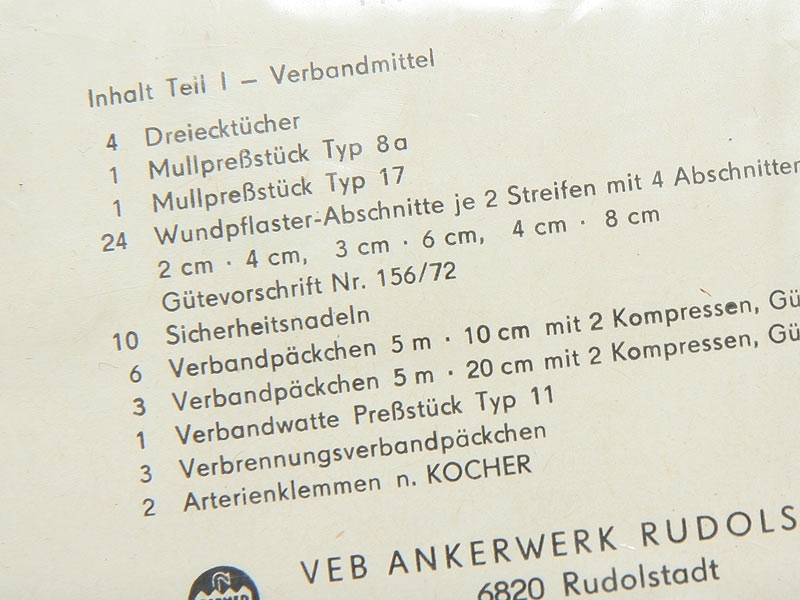 Inhalt Teil I – Verbandmittel
4 Dreiecktücher
1 Mullpreßstück Typ 8a
1 Mullpreßstück Typ 17
24 Wundpflaster-Abschnitte je 2 Streifen mit 4 Abschnitten
2 cm · 4 cm, 3 cm · 6 cm, 4 cm · 8 cm
Gütevorschrift Nr. 156/72
10 Sicherheitsnadeln
6 Verbandpäckchen 5 m · 10 cm mit 2 Kompressen, Gü
3 Verbandpäckchen 5 m · 20 cm mit 2 Kompressen, Gü
1 Verbandwatte Preßstück Typ 11
3 Verbrennungsverbandpäckchen
2 Arterienklemmen n. KOCHER
VEB ANKERWERK RUDOLS
6820 Rudolstadt